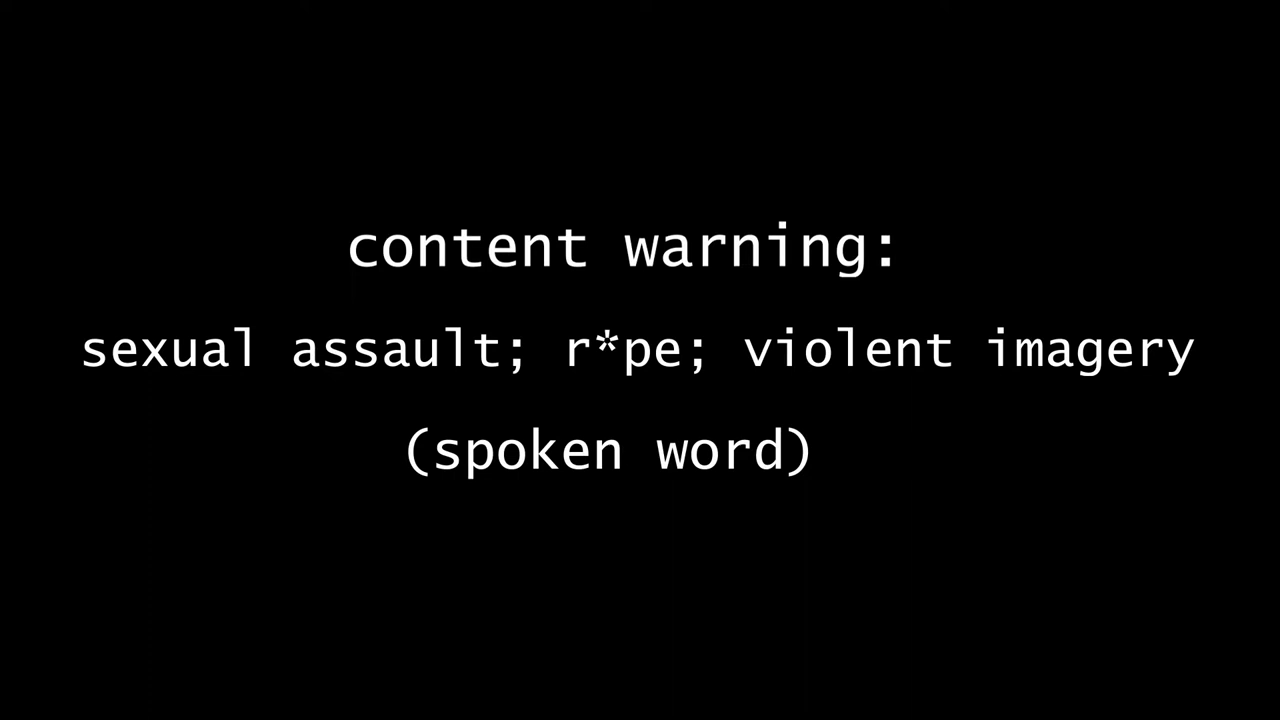 content warning:
sexual assault; r*pe; violent imagery
(spoken word)